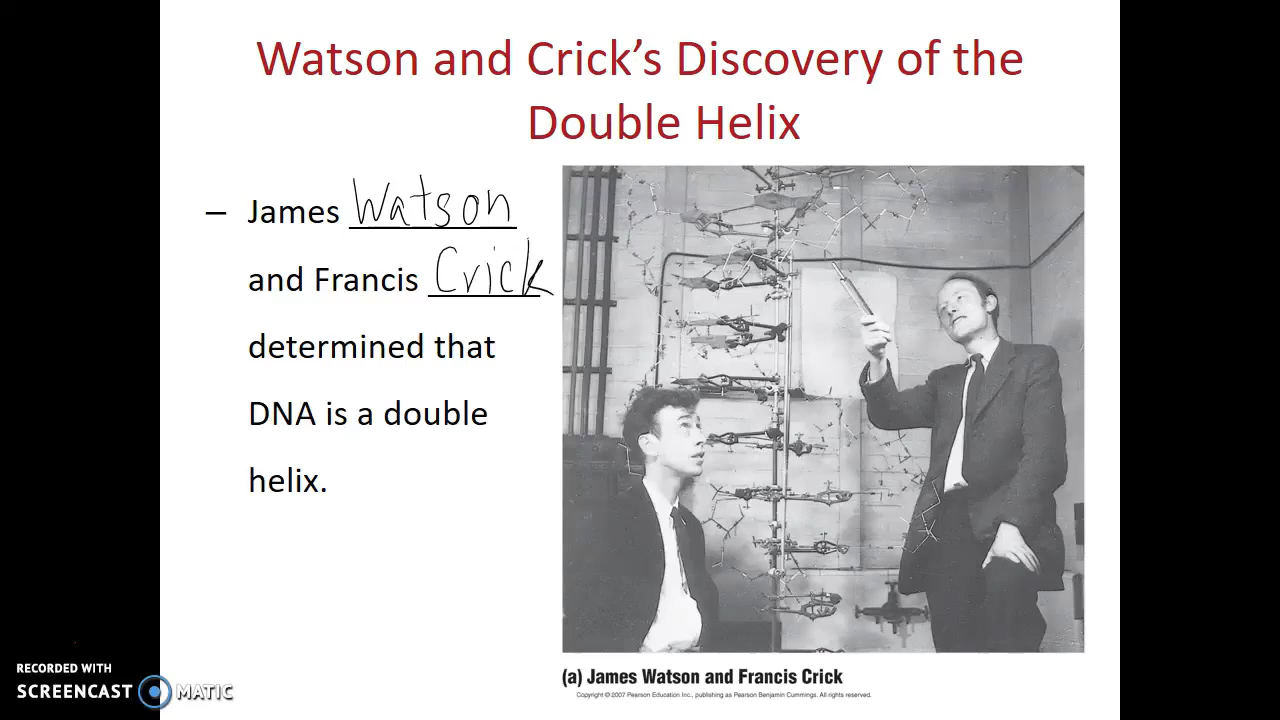 Watson and Crick's Discovery of the
Double Helix
– James Watson
and Francis Crick
determined that
DNA is a double
helix.
(a) James Watson and Francis Crick
Copyright © 2007 Pearson Education Inc., publishing as Pearson Benjamin Cummings. All rights reserved.
RECORDED WITH
SCREENCAST MATIC